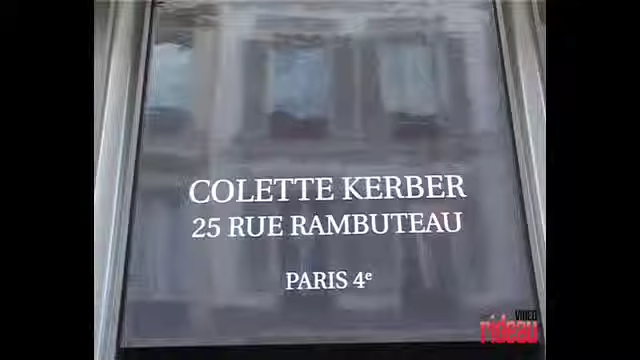 COLETTE KERBER
25 RUE RAMBUTEAU
PARIS 4ᵉ
VIDEO
rideau